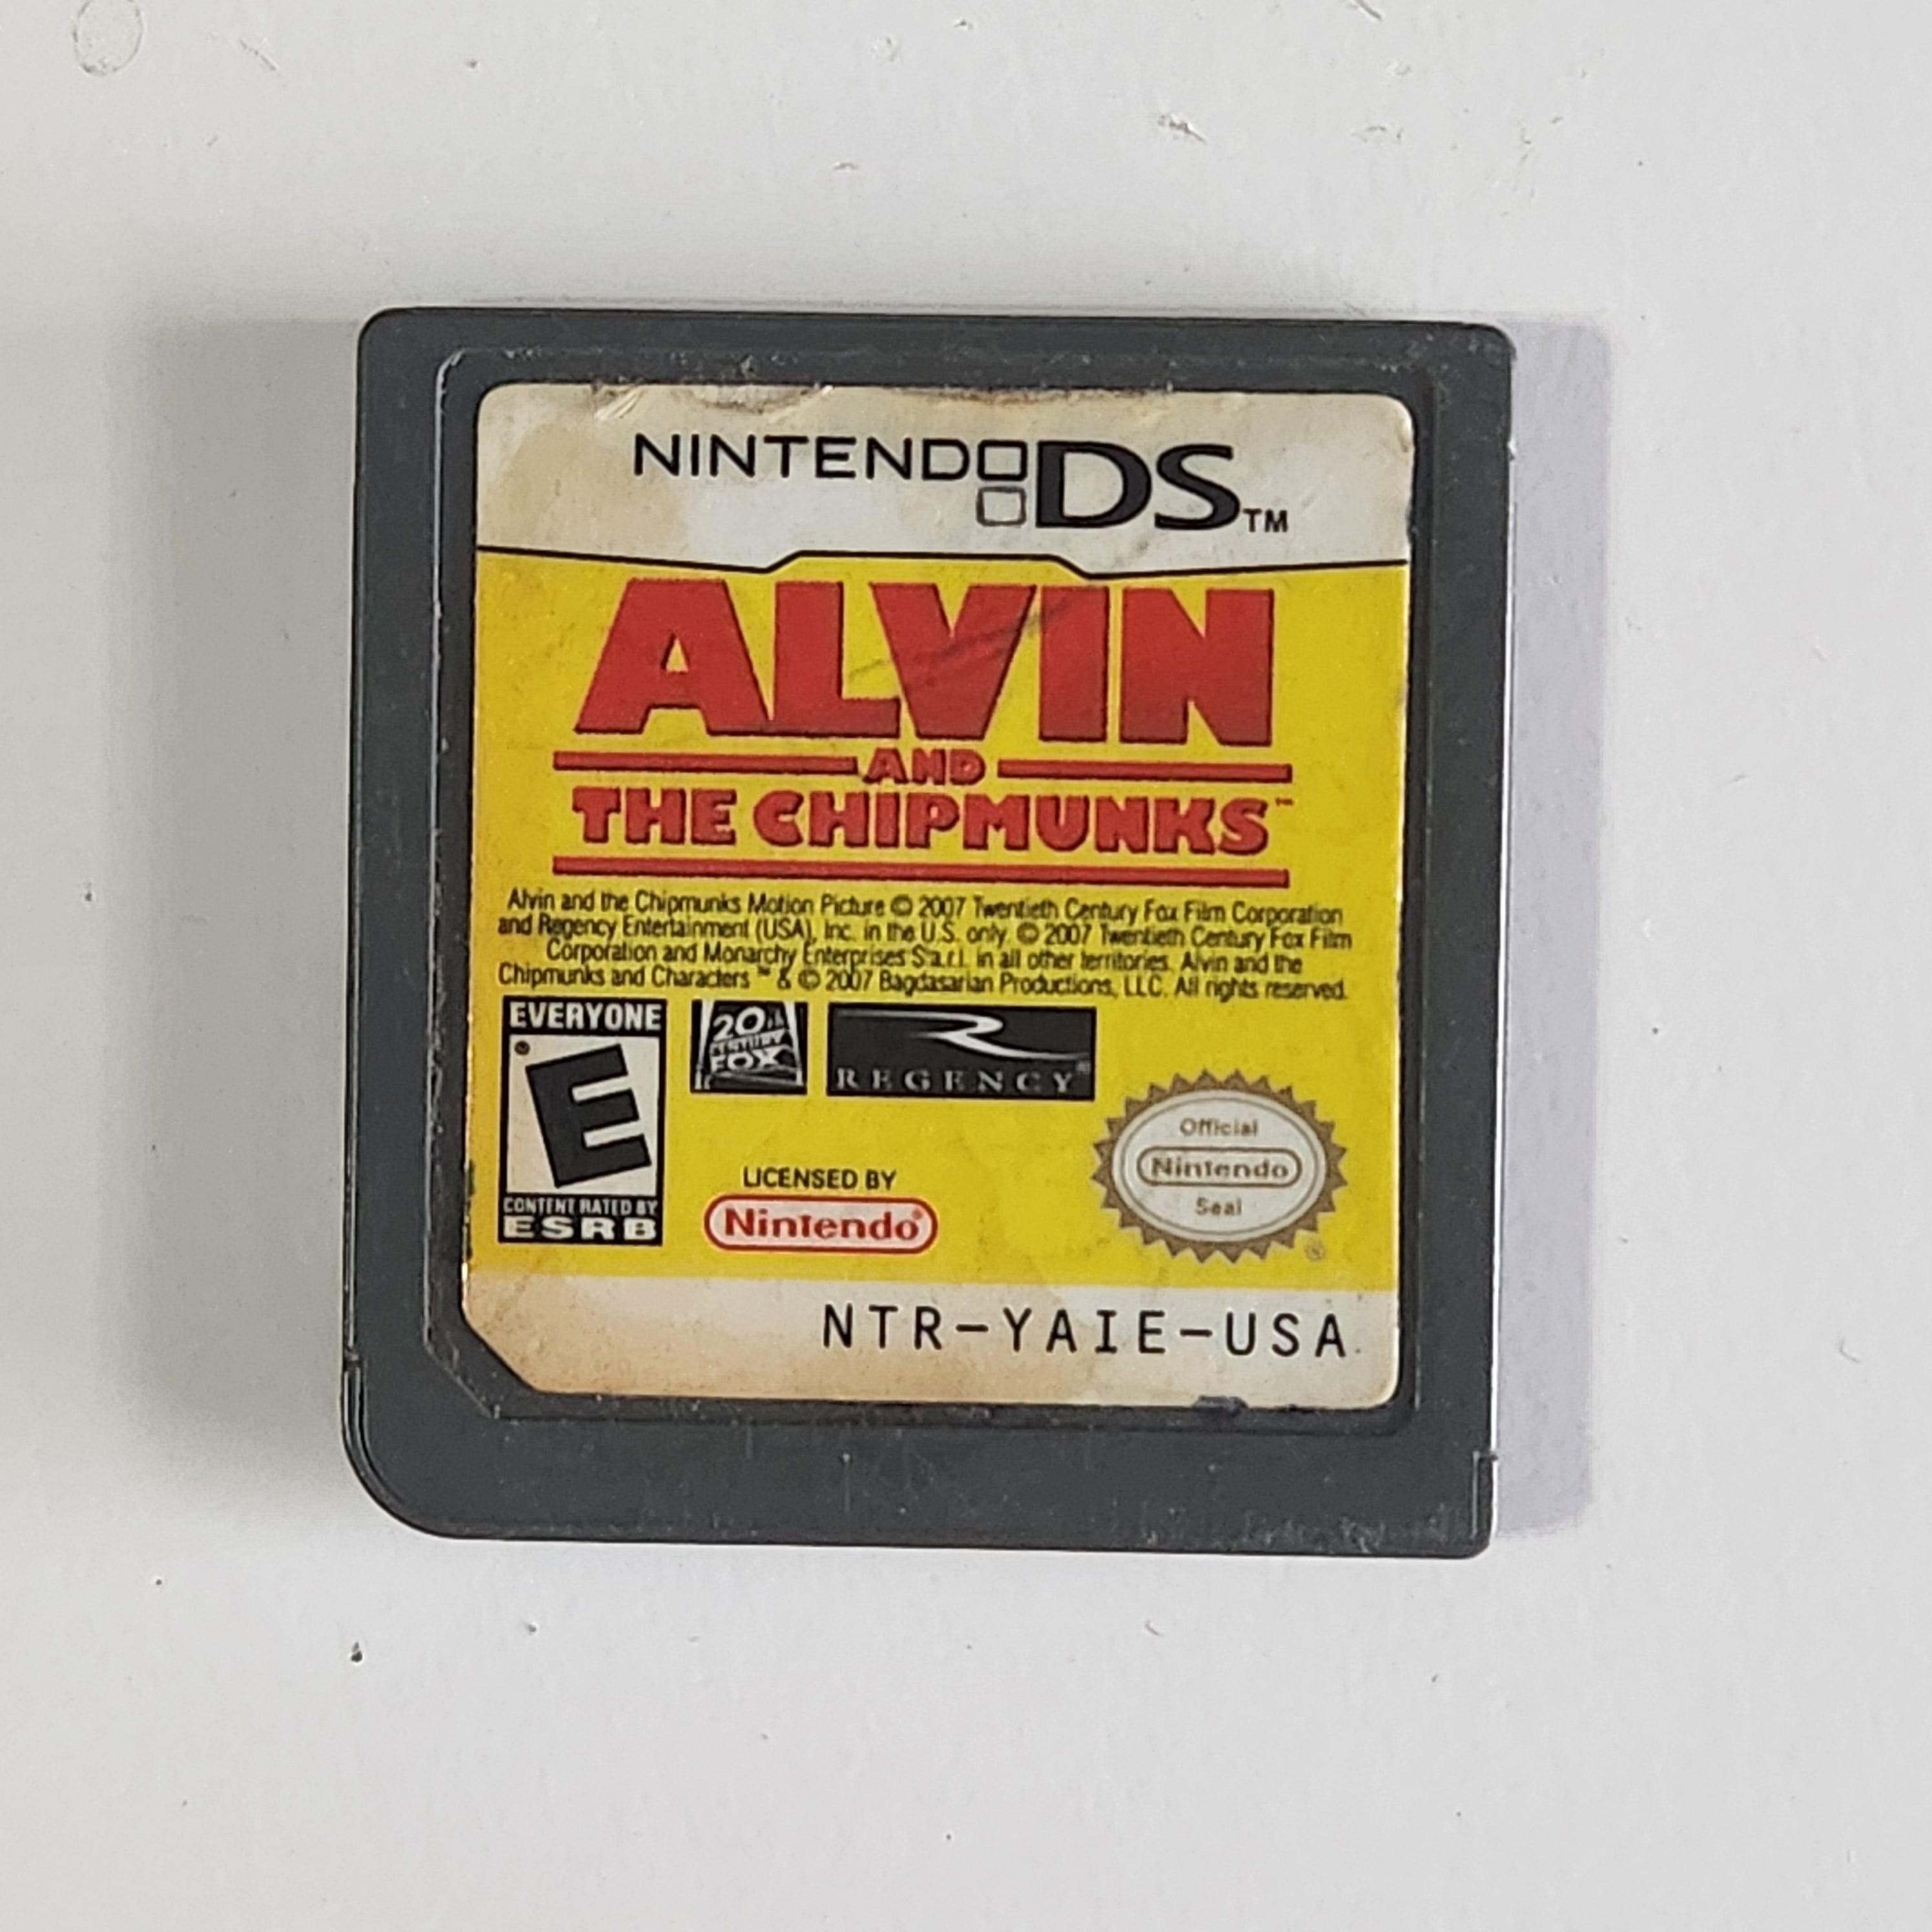 NINTENDO DS™
ALVIN
AND
THE CHIPMUNKS™
Alvin and the Chipmunks Motion Picture © 2007 Twentieth Century Fox Film Corporation
and Regency Entertainment (USA), Inc. in the U.S. only. © 2007 Twentieth Century Fox Film
Corporation and Monarchy Enterprises S.a.r.l. in all other territories. Alvin and the
Chipmunks and Characters ™ & © 2007 Bagdasarian Productions, LLC. All rights reserved.
EVERYONE
E
®
CONTENT RATED BY
ESRB
20th
CENTURY
FOX
R
REGENCY®
LICENSED BY
Nintendo®
Official
Nintendo
Seal
®
NTR-YAIE-USA